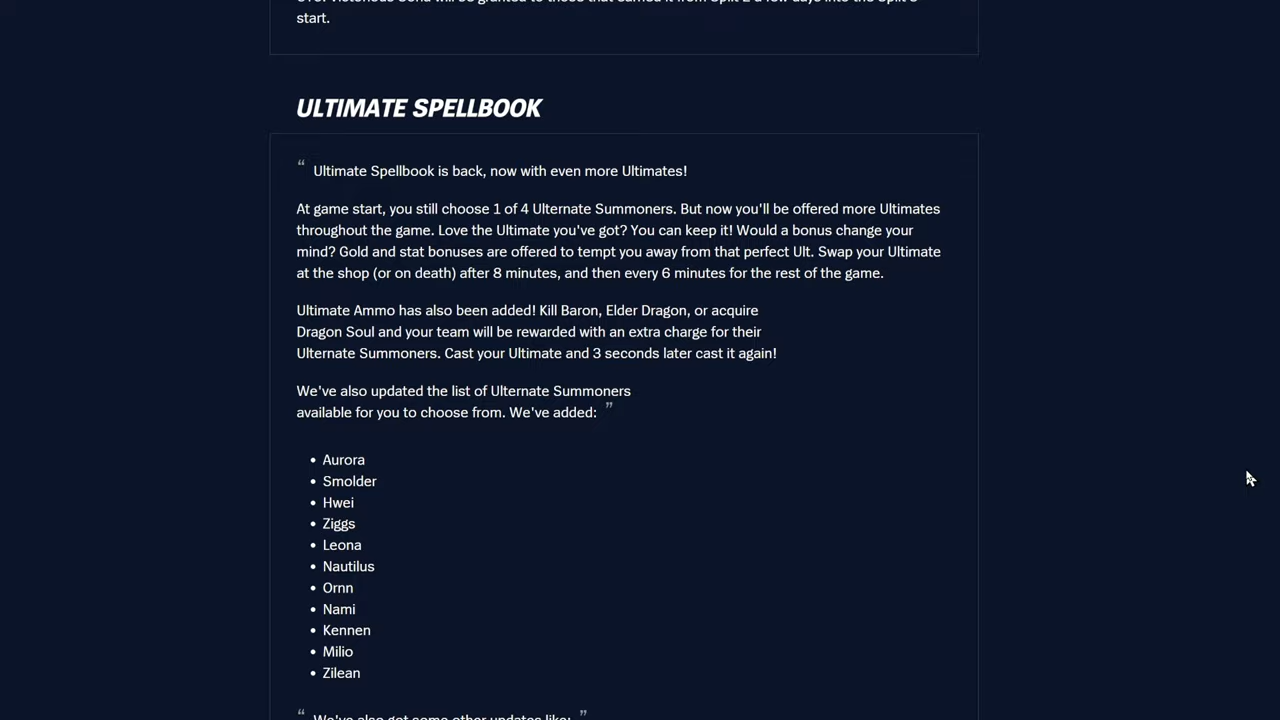 start.
ULTIMATE SPELLBOOK
“ Ultimate Spellbook is back, now with even more Ultimates!
At game start, you still choose 1 of 4 Ulternate Summoners. But now you'll be offered more Ultimates
throughout the game. Love the Ultimate you've got? You can keep it! Would a bonus change your
mind? Gold and stat bonuses are offered to tempt you away from that perfect Ult. Swap your Ultimate
at the shop (or on death) after 8 minutes, and then every 6 minutes for the rest of the game.
Ultimate Ammo has also been added! Kill Baron, Elder Dragon, or acquire
Dragon Soul and your team will be rewarded with an extra charge for their
Ulternate Summoners. Cast your Ultimate and 3 seconds later cast it again!
We've also updated the list of Ulternate Summoners
available for you to choose from. We've added: ”
• Aurora
• Smolder
• Hwei
• Ziggs
• Leona
• Nautilus
• Ornn
• Nami
• Kennen
• Milio
• Zilean
“ We've also got some other updates like: ”